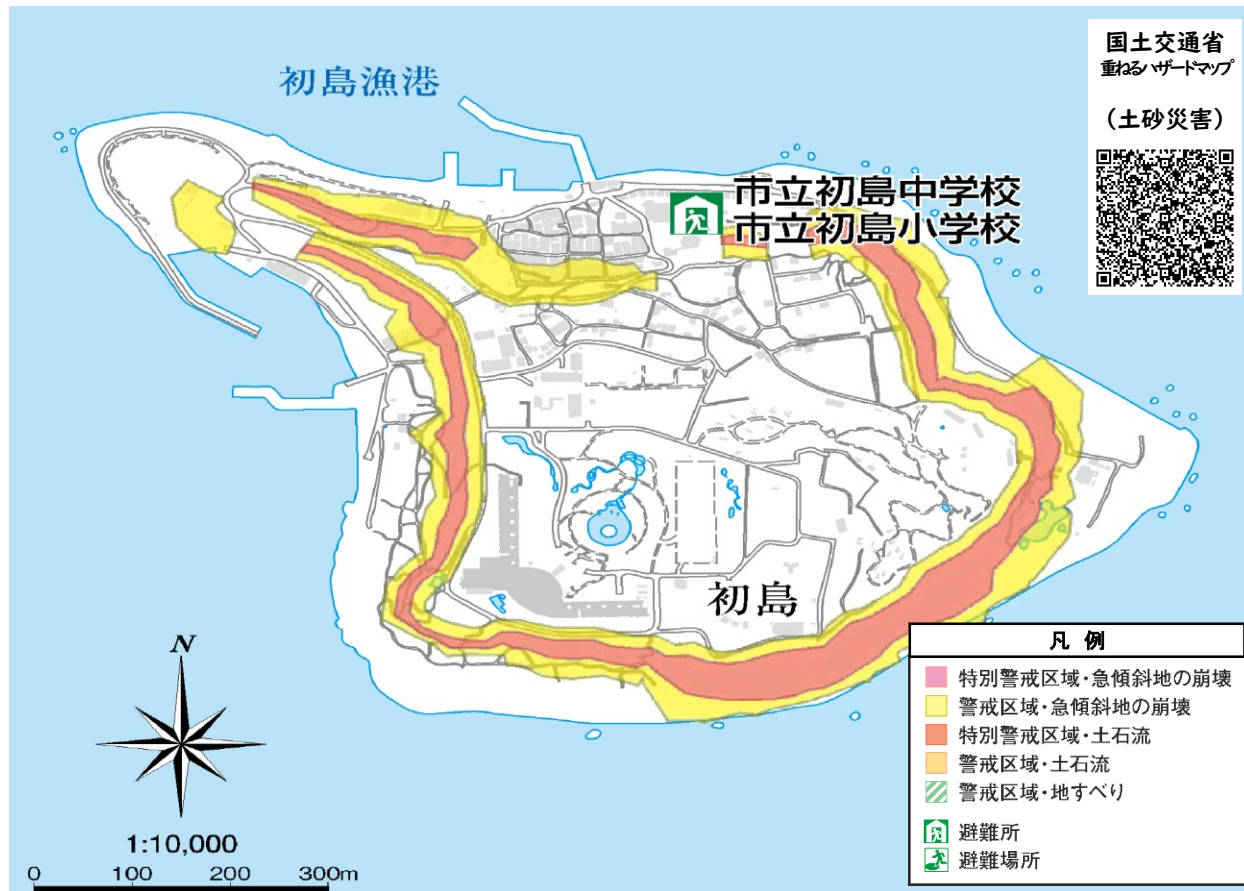 国土交通省
重ねるハザードマップ
(土砂災害)
初島漁港
市立初島中学校
市立初島小学校
初島
N
1:10,000
0 100 200 300m
凡 例
特別警戒区域・急傾斜地の崩壊
警戒区域・急傾斜地の崩壊
特別警戒区域・土石流
警戒区域・土石流
警戒区域・地すべり
避難所
避難場所